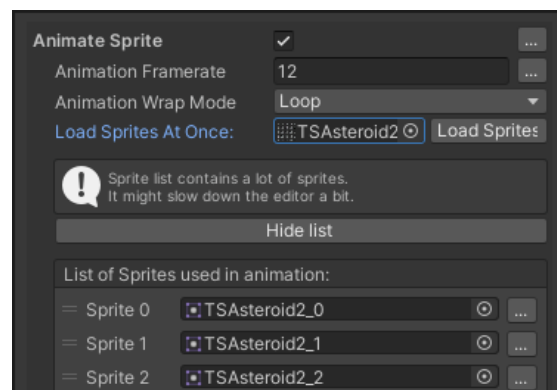 Animate Sprite ...
Animation Framerate 12 ...
Animation Wrap Mode Loop
Load Sprites At Once: TSAsteroid2 Load Sprites
Sprite list contains a lot of sprites.
It might slow down the editor a bit.
Hide list
List of Sprites used in animation:
Sprite 0 TSAsteroid2_0 ...
Sprite 1 TSAsteroid2_1 ...
Sprite 2 TSAsteroid2_2 ...